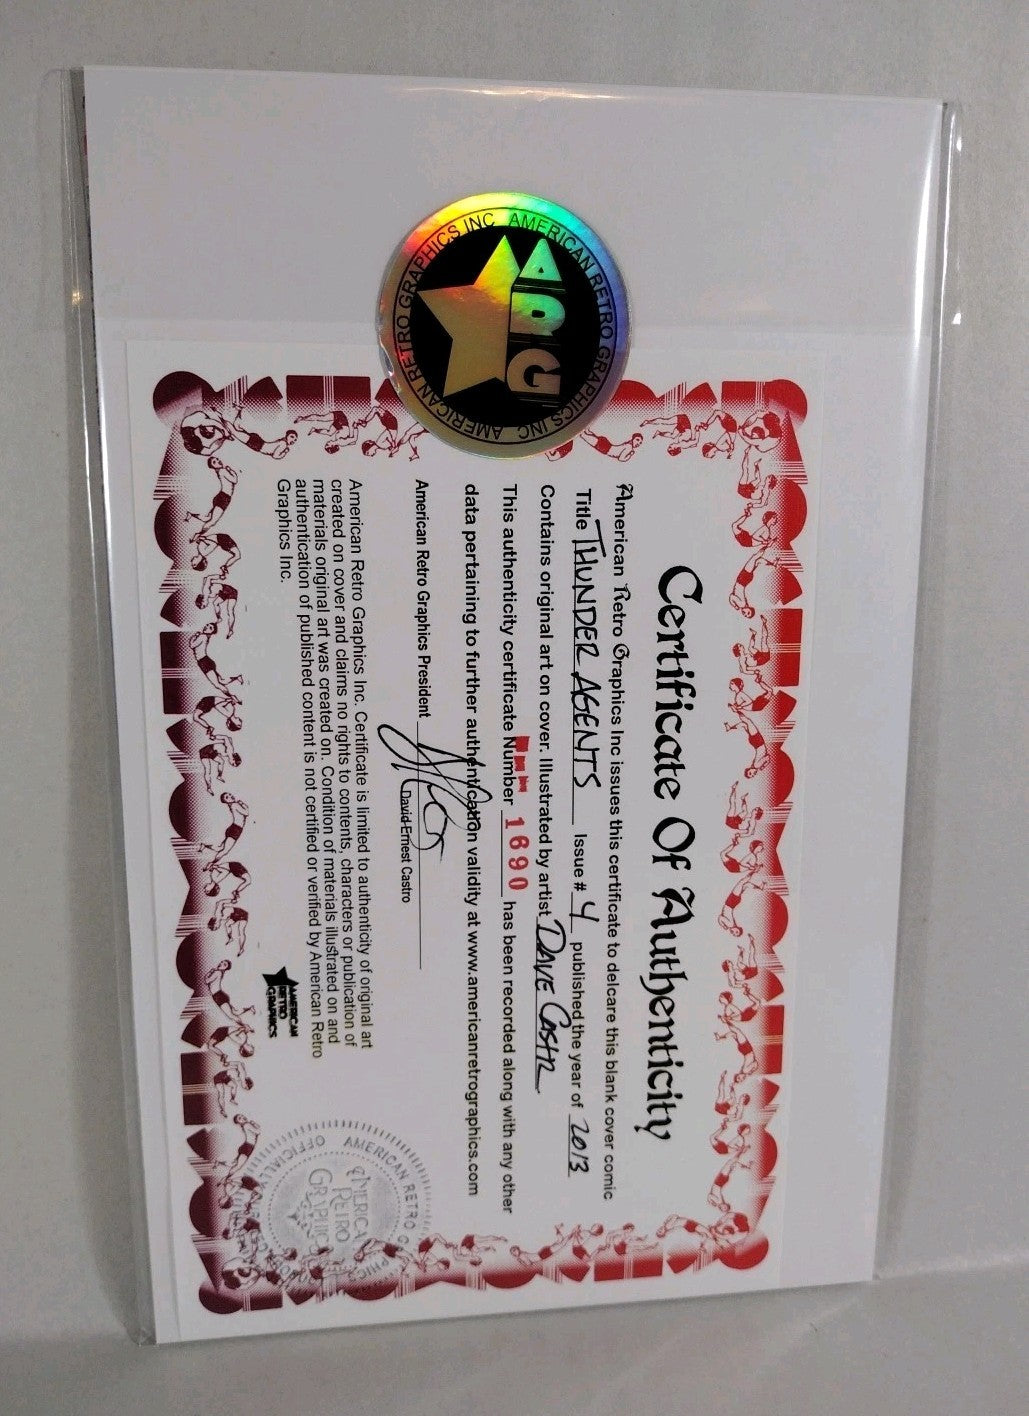 AMERICAN RETRO GRAPHICS INC AMERICAN RETRO GRAPHICS INC
ARG
Certificate Of Authenticity
American Retro Graphics Inc issues this certificate to delcare this blank cover comic
Title THUNDER AGENTS Issue # 4 published the year of 2013
Contains original art on cover. Illustrated by artist DAVE CASTR
This authenticity certificate Number 1690 has been recorded along with any other
data pertaining to further authentication validity at www.americanretrographics.com
American Retro Graphics President
David-Ernest Castro
American Retro Graphics Inc. Certificate is limited to authenticity of original art
created on cover and claims no rights to contents, characters or publication of
materials original art was created on. Condition of materials illustrated on and
authentication of published content is not certified or verified by American Retro
Graphics Inc.
AMERICAN
RETRO
GRAPHICS
AMERICAN RETRO GRAPHICS
OFFICIALLY
AMERICAN
RETRO
GRAPHICS